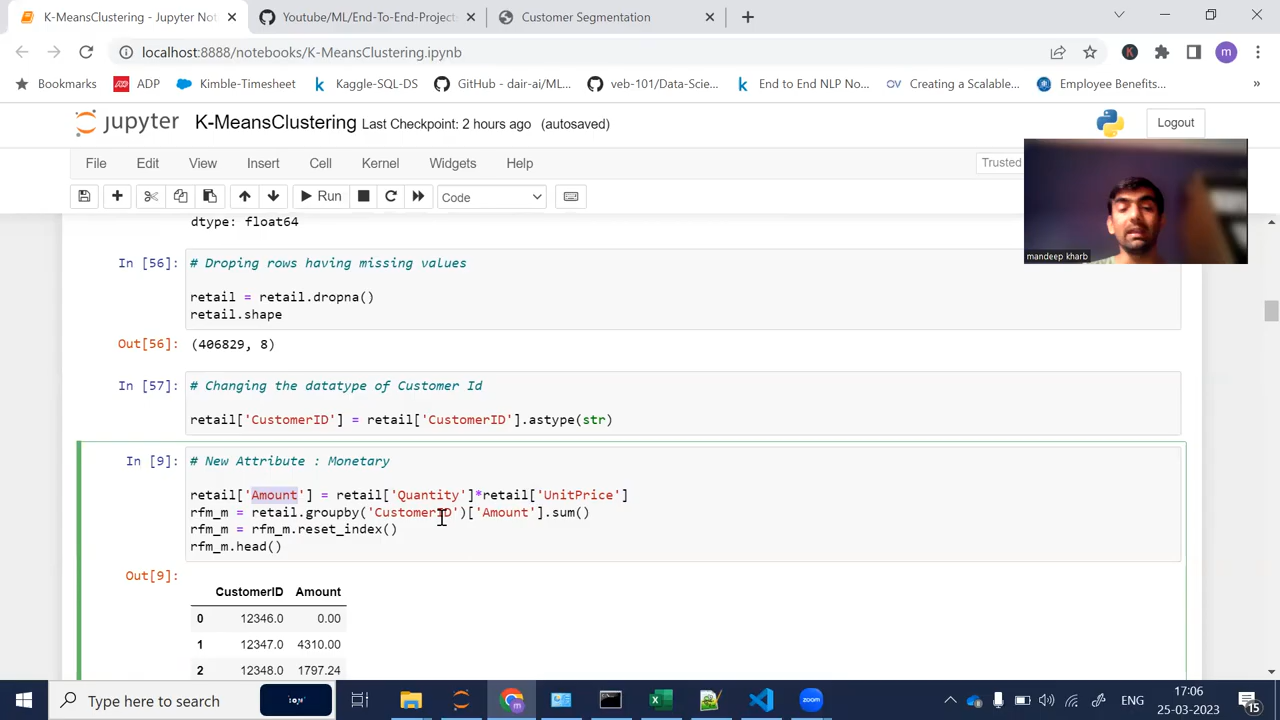 K-MeansClustering - Jupyter Not
Youtube/ML/End-To-End-Projects
Customer Segmentation
localhost:8888/notebooks/K-MeansClustering.ipynb
K
m
Bookmarks
ADP
Kimble-Timesheet
k
Kaggle-SQL-DS
GitHub - dair-ai/ML...
veb-101/Data-Scie...
k
End to End NLP No...
OV
Creating a Scalable...
Employee Benefits...
»
jupyter
K-MeansClustering
Last Checkpoint: 2 hours ago (autosaved)
Logout
File
Edit
View
Insert
Cell
Kernel
Widgets
Help
Trusted
Run
Code
mandeep kharb
dtype: float64
In [56]:
# Droping rows having missing values
retail = retail.dropna()
retail.shape
Out[56]:
(406829, 8)
In [57]:
# Changing the datatype of Customer Id
retail['CustomerID'] = retail['CustomerID'].astype(str)
In [9]:
# New Attribute : Monetary
retail['Amount'] = retail['Quantity']*retail['UnitPrice']
rfm_m = retail.groupby('CustomerID')['Amount'].sum()
rfm_m = rfm_m.reset_index()
rfm_m.head()
Out[9]:
CustomerID Amount
0 12346.0 0.00
1 12347.0 4310.00
2 12348.0 1797.24
Type here to search
zoom
ENG
17:06
25-03-2023
15